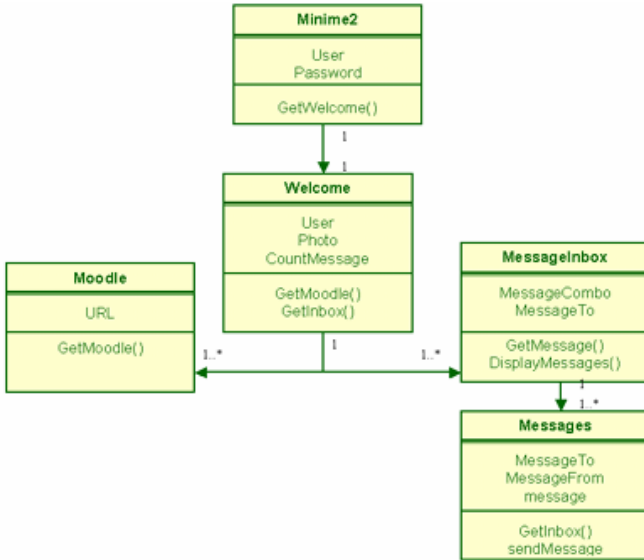 Minime2
User
Password
GetWelcome()
1
1
Welcome
User
Photo
CountMessage
GetMoodle()
GetInbox()
Moodle
URL
GetMoodle()
MessageInbox
MessageCombo
MessageTo
GetMessage()
DisplayMessages()
1..*
1
1..*
1
1..*
Messages
MessageTo
MessageFrom
message
GetInbox()
sendMessage